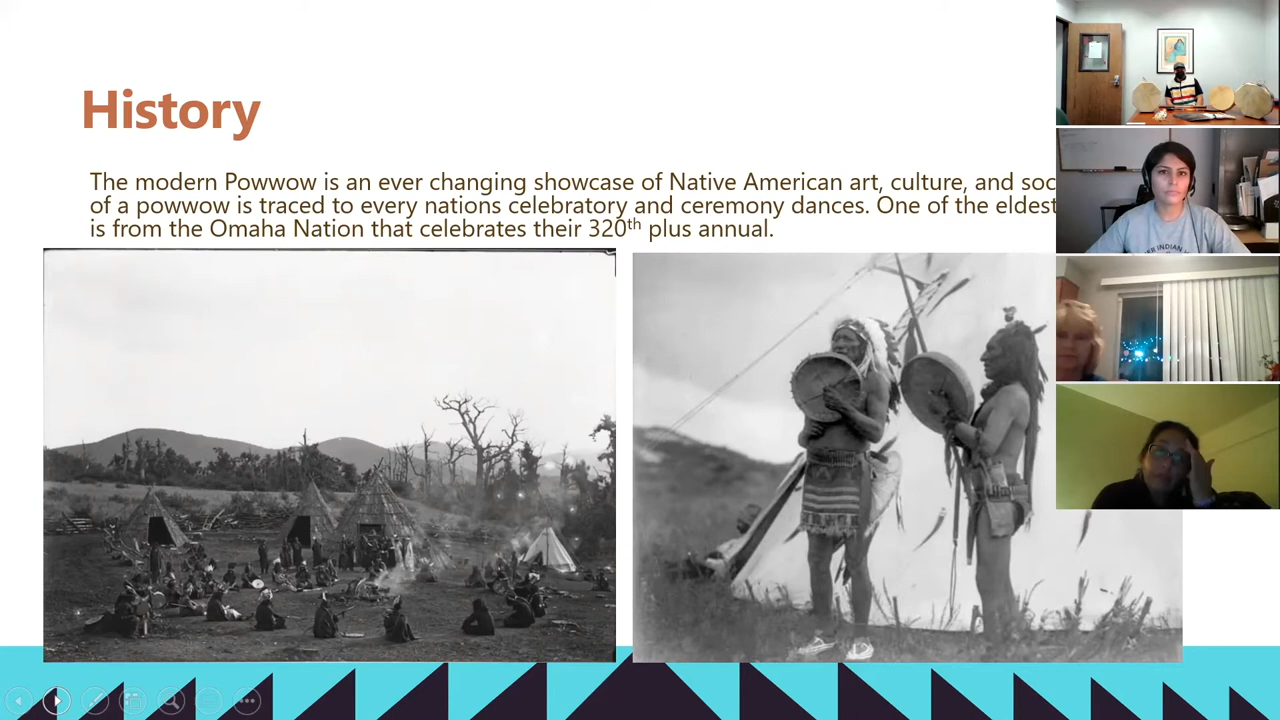 History
The modern Powwow is an ever changing showcase of Native American art, culture, and soc
of a powwow is traced to every nations celebratory and ceremony dances. One of the eldest
is from the Omaha Nation that celebrates their 320th plus annual.
INDIAN